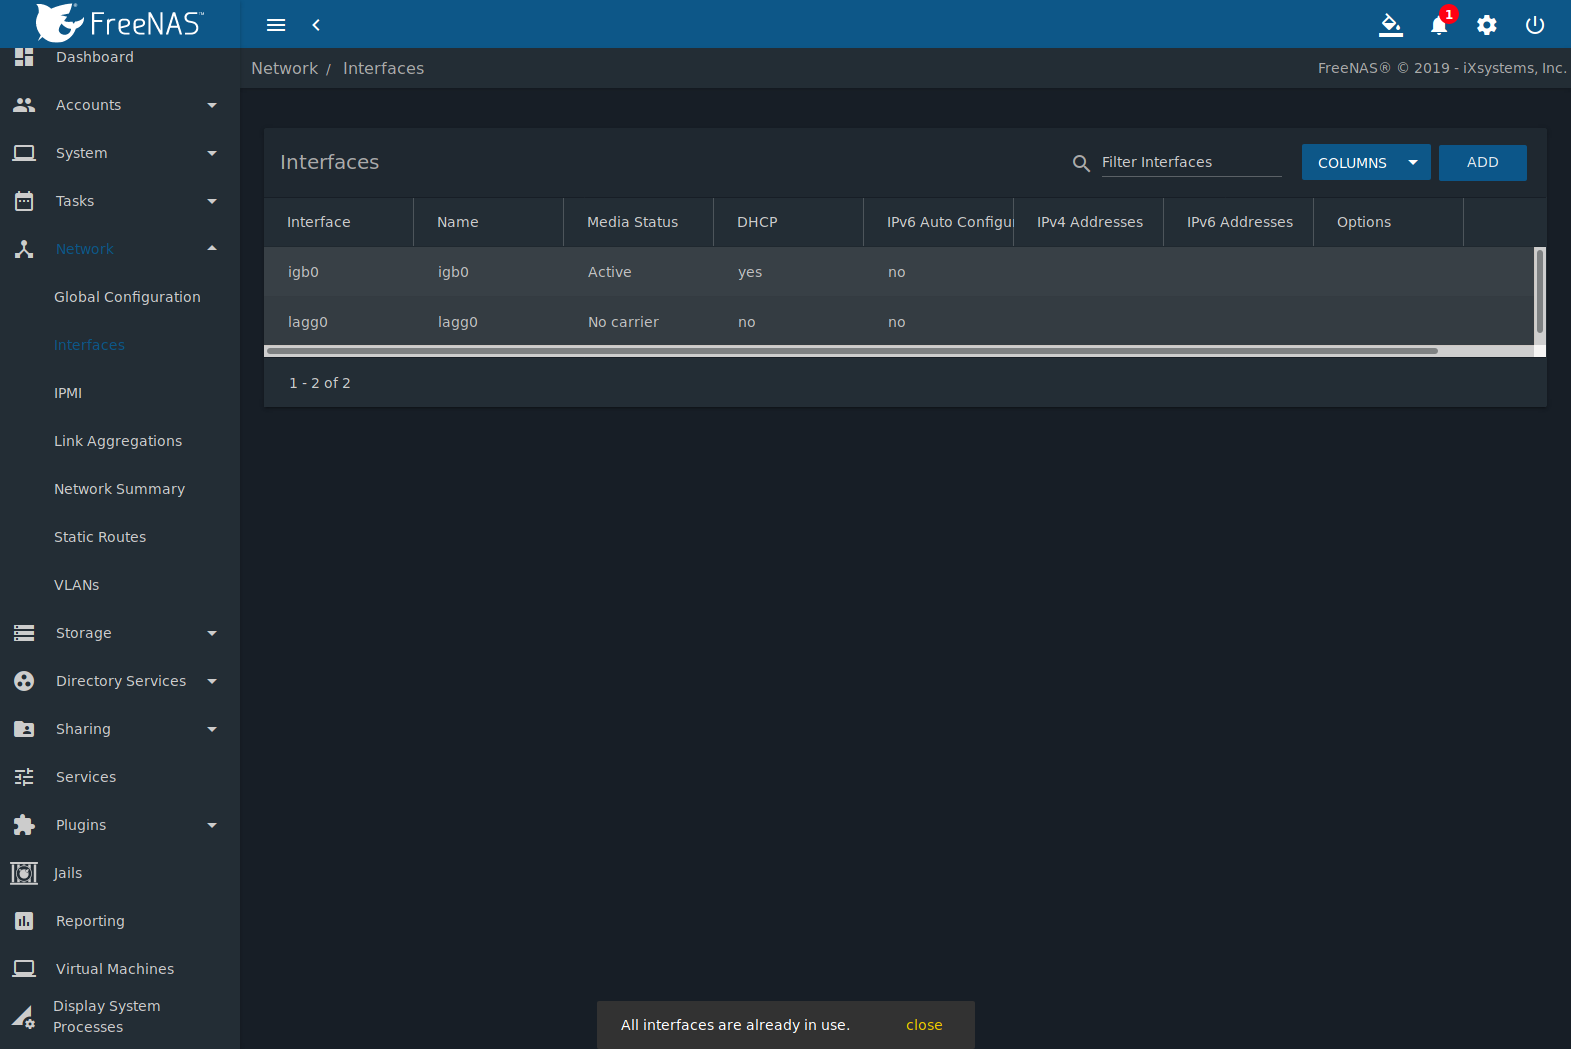 FreeNAS™
1
Network / Interfaces
FreeNAS® © 2019 - iXsystems, Inc.
Dashboard
Accounts
System
Tasks
Network
Global Configuration
Interfaces
IPMI
Link Aggregations
Network Summary
Static Routes
VLANs
Storage
Directory Services
Sharing
Services
Plugins
Jails
Reporting
Virtual Machines
Display System
Processes
Interfaces
Filter Interfaces
COLUMNS
ADD
Interface Name Media Status DHCP IPv6 Auto Configu IPv4 Addresses IPv6 Addresses Options
igb0 igb0 Active yes no
lagg0 lagg0 No carrier no no
1 - 2 of 2
All interfaces are already in use. close